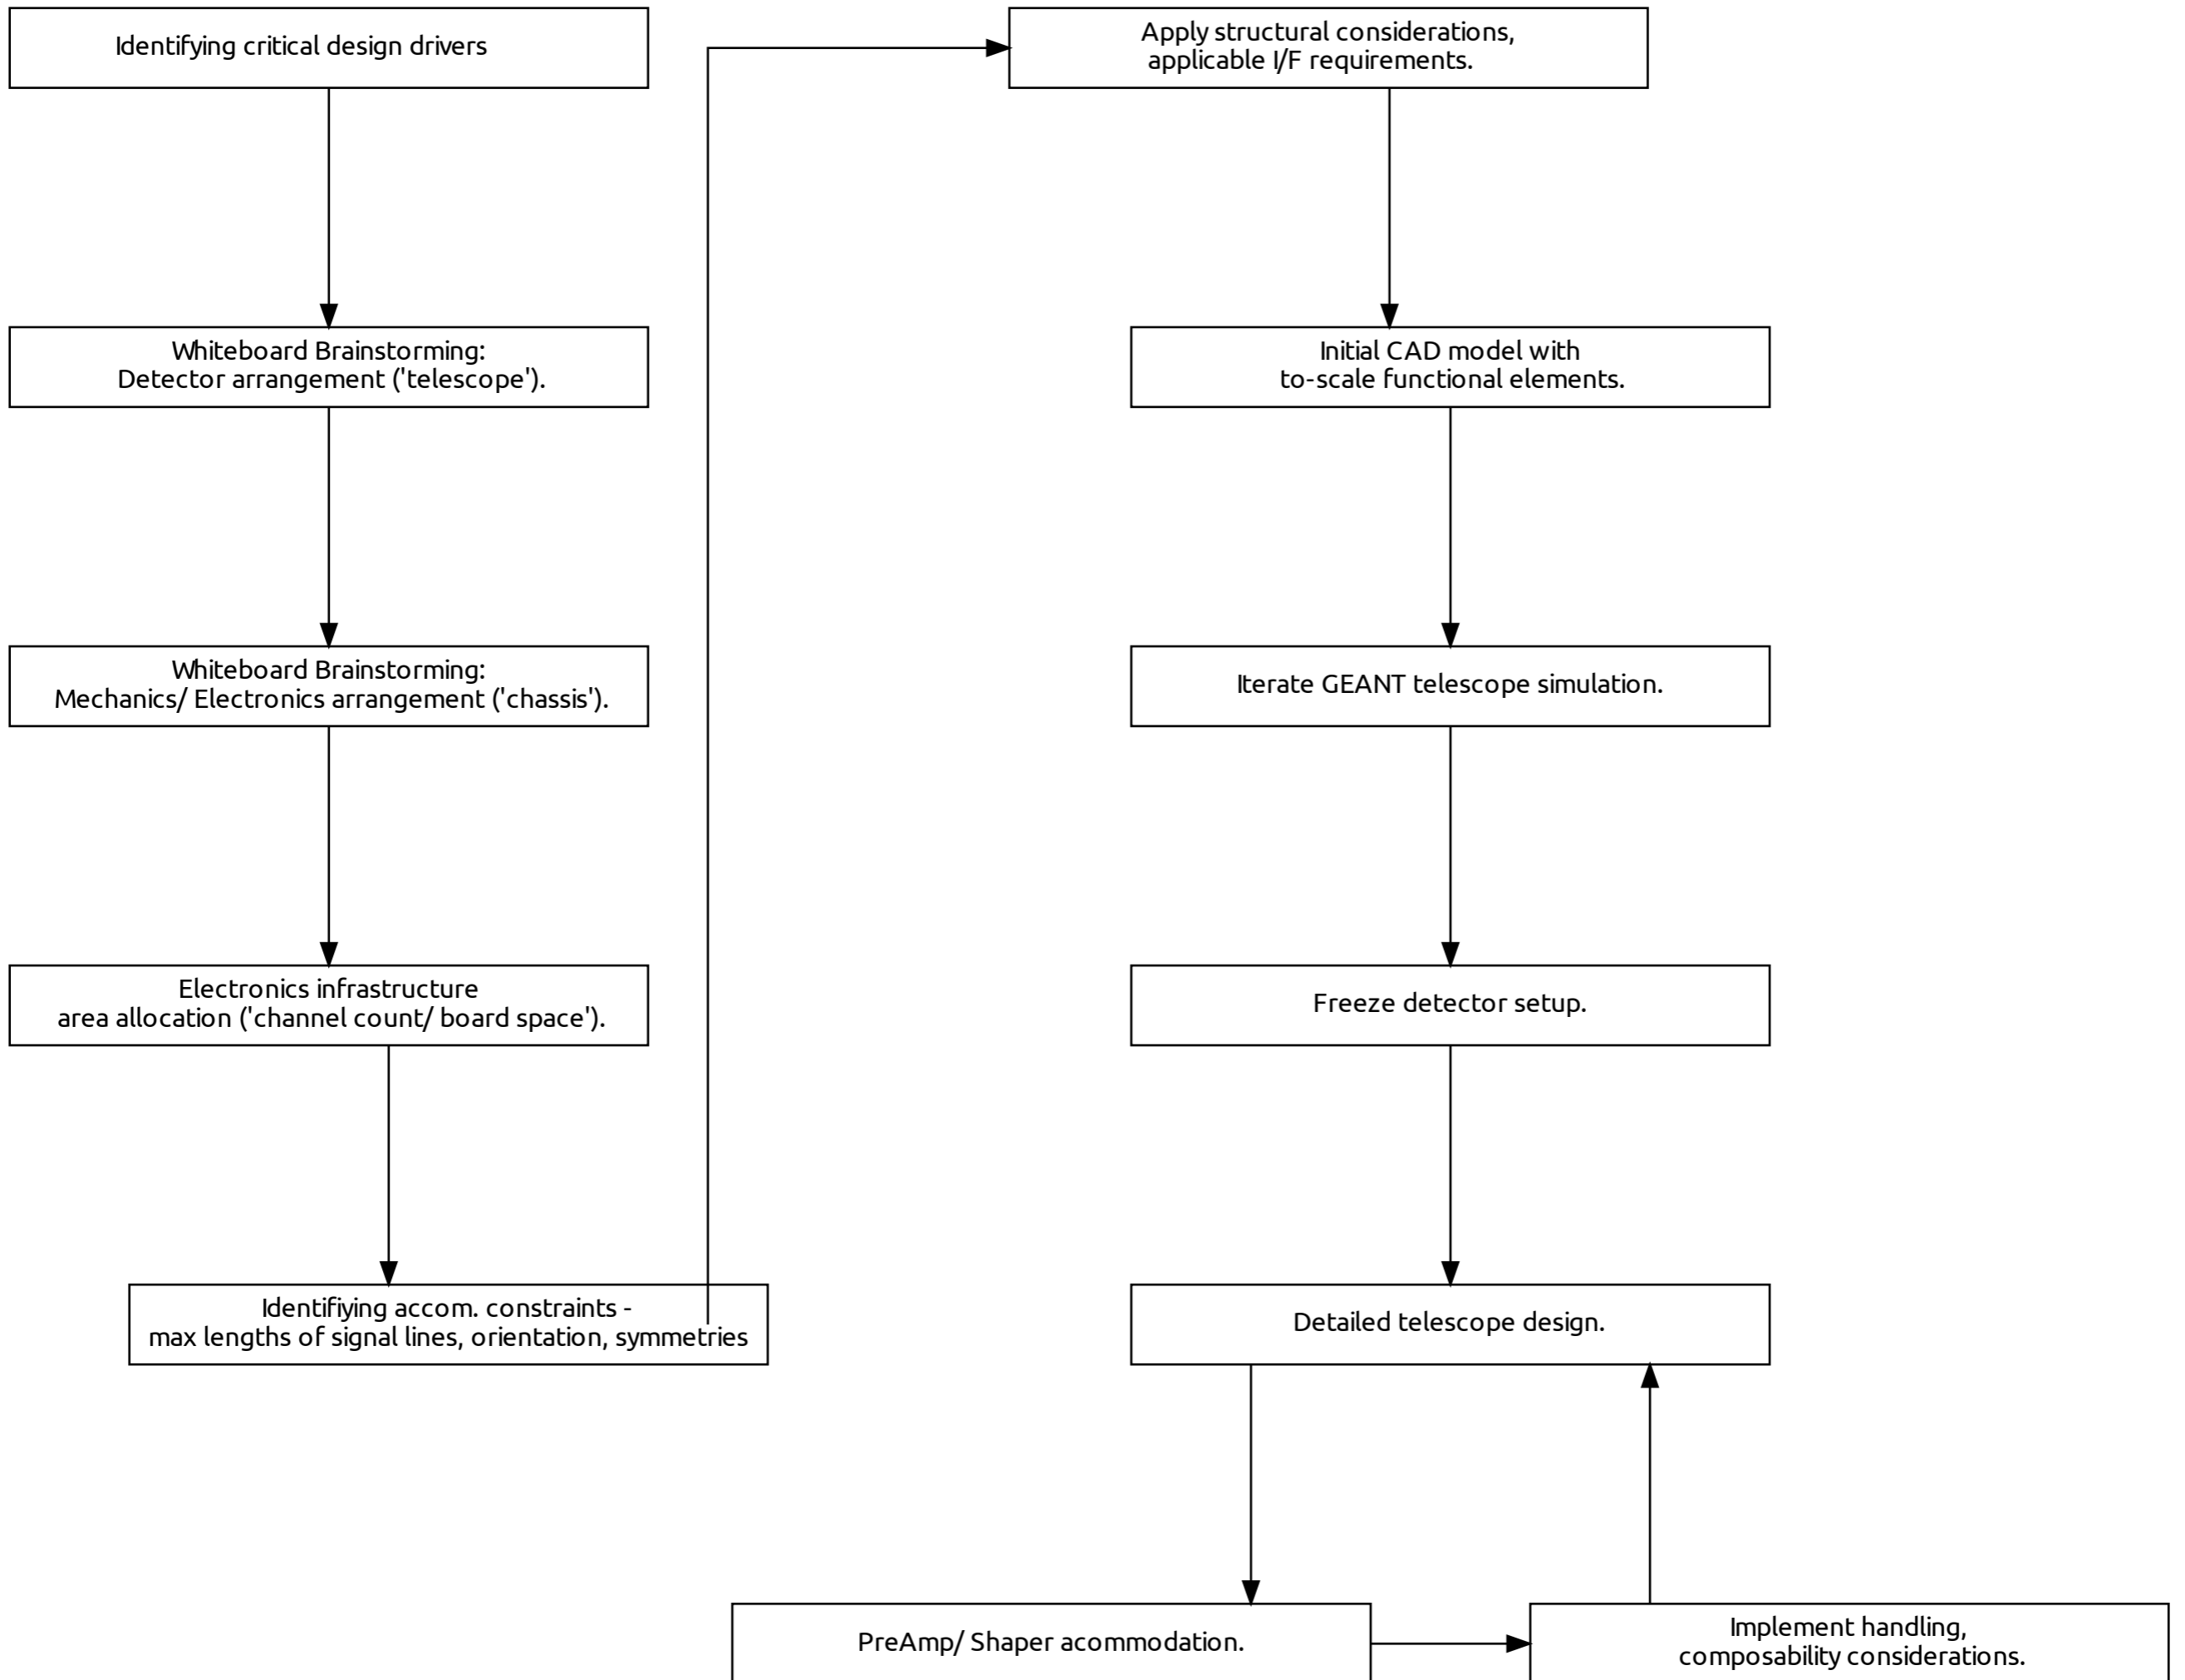 Identifying critical design drivers
Whiteboard Brainstorming:
Detector arrangement ('telescope').
Whiteboard Brainstorming:
Mechanics/ Electronics arrangement ('chassis').
Electronics infrastructure
area allocation ('channel count/ board space').
Identifiying accom. constraints -
max lengths of signal lines, orientation, symmetries
Apply structural considerations,
applicable I/F requirements.
Initial CAD model with
to-scale functional elements.
Iterate GEANT telescope simulation.
Freeze detector setup.
Detailed telescope design.
PreAmp/ Shaper acommodation.
Implement handling,
composability considerations.